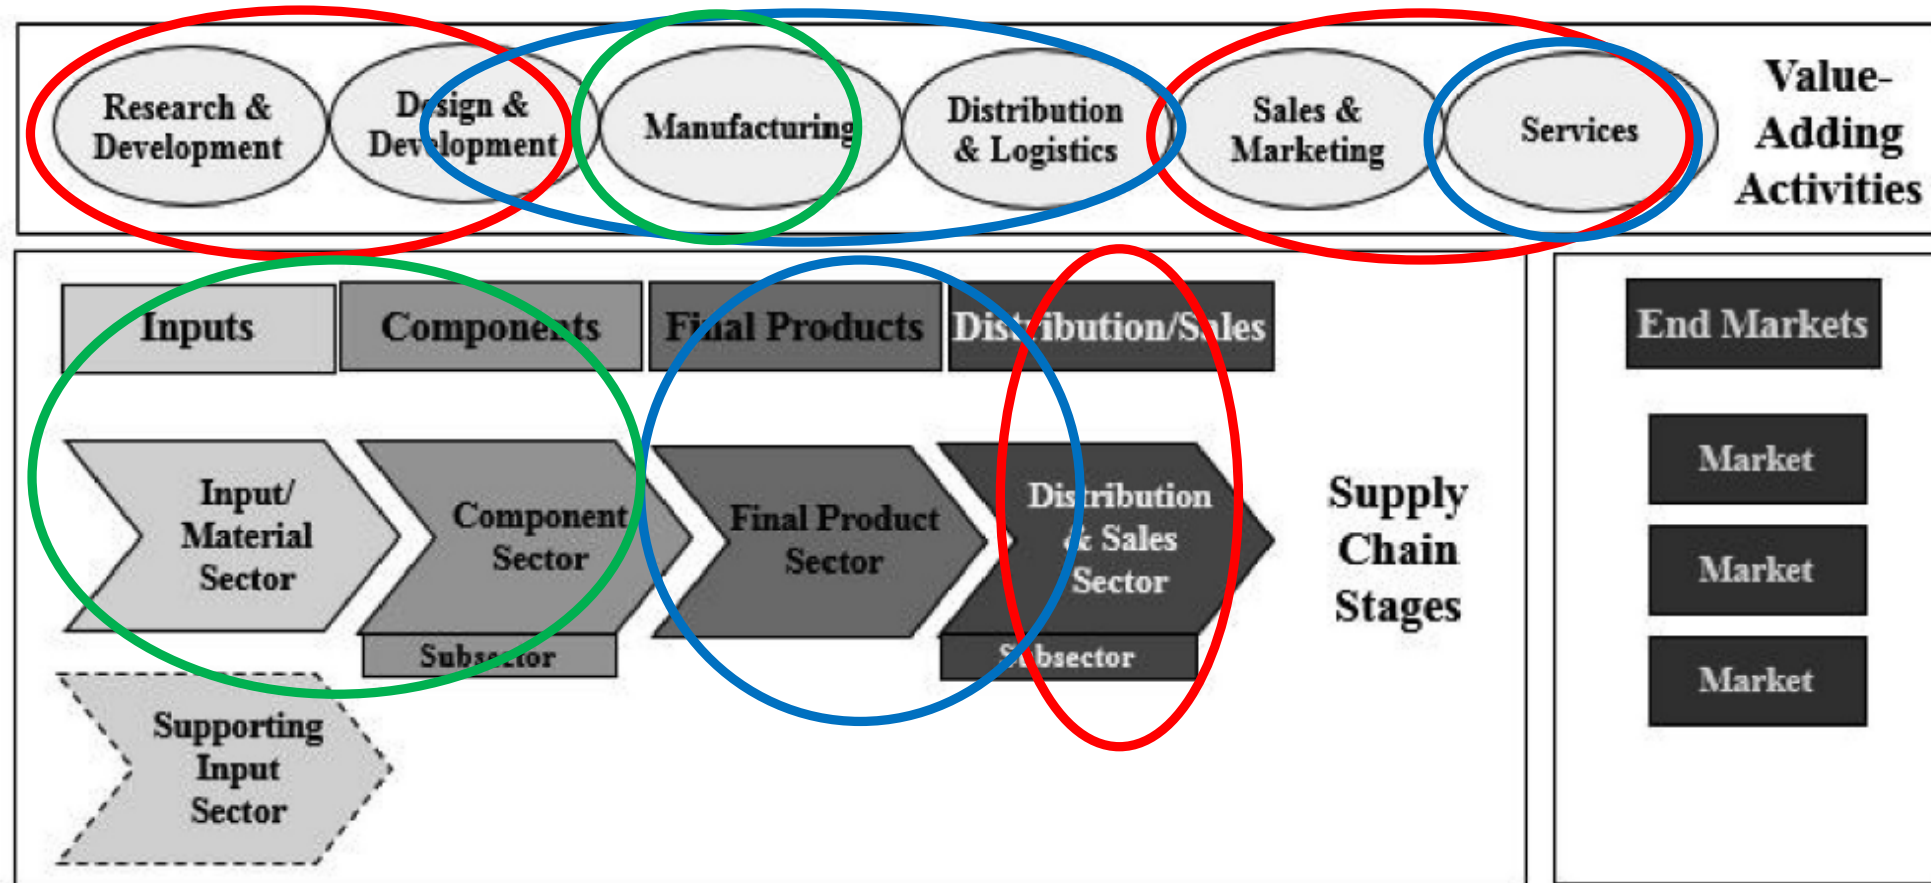 Research &
Development
Design &
Development
Manufacturing
Distribution
& Logistics
Sales &
Marketing
Services
Value-
Adding
Activities
Inputs
Components
Final Products
Distribution/Sales
End Markets
Input/
Material
Sector
Component
Sector
Subsector
Final Product
Sector
Distribution
& Sales
Sector
Subsector
Supply
Chain
Stages
Market
Market
Market
Supporting
Input
Sector